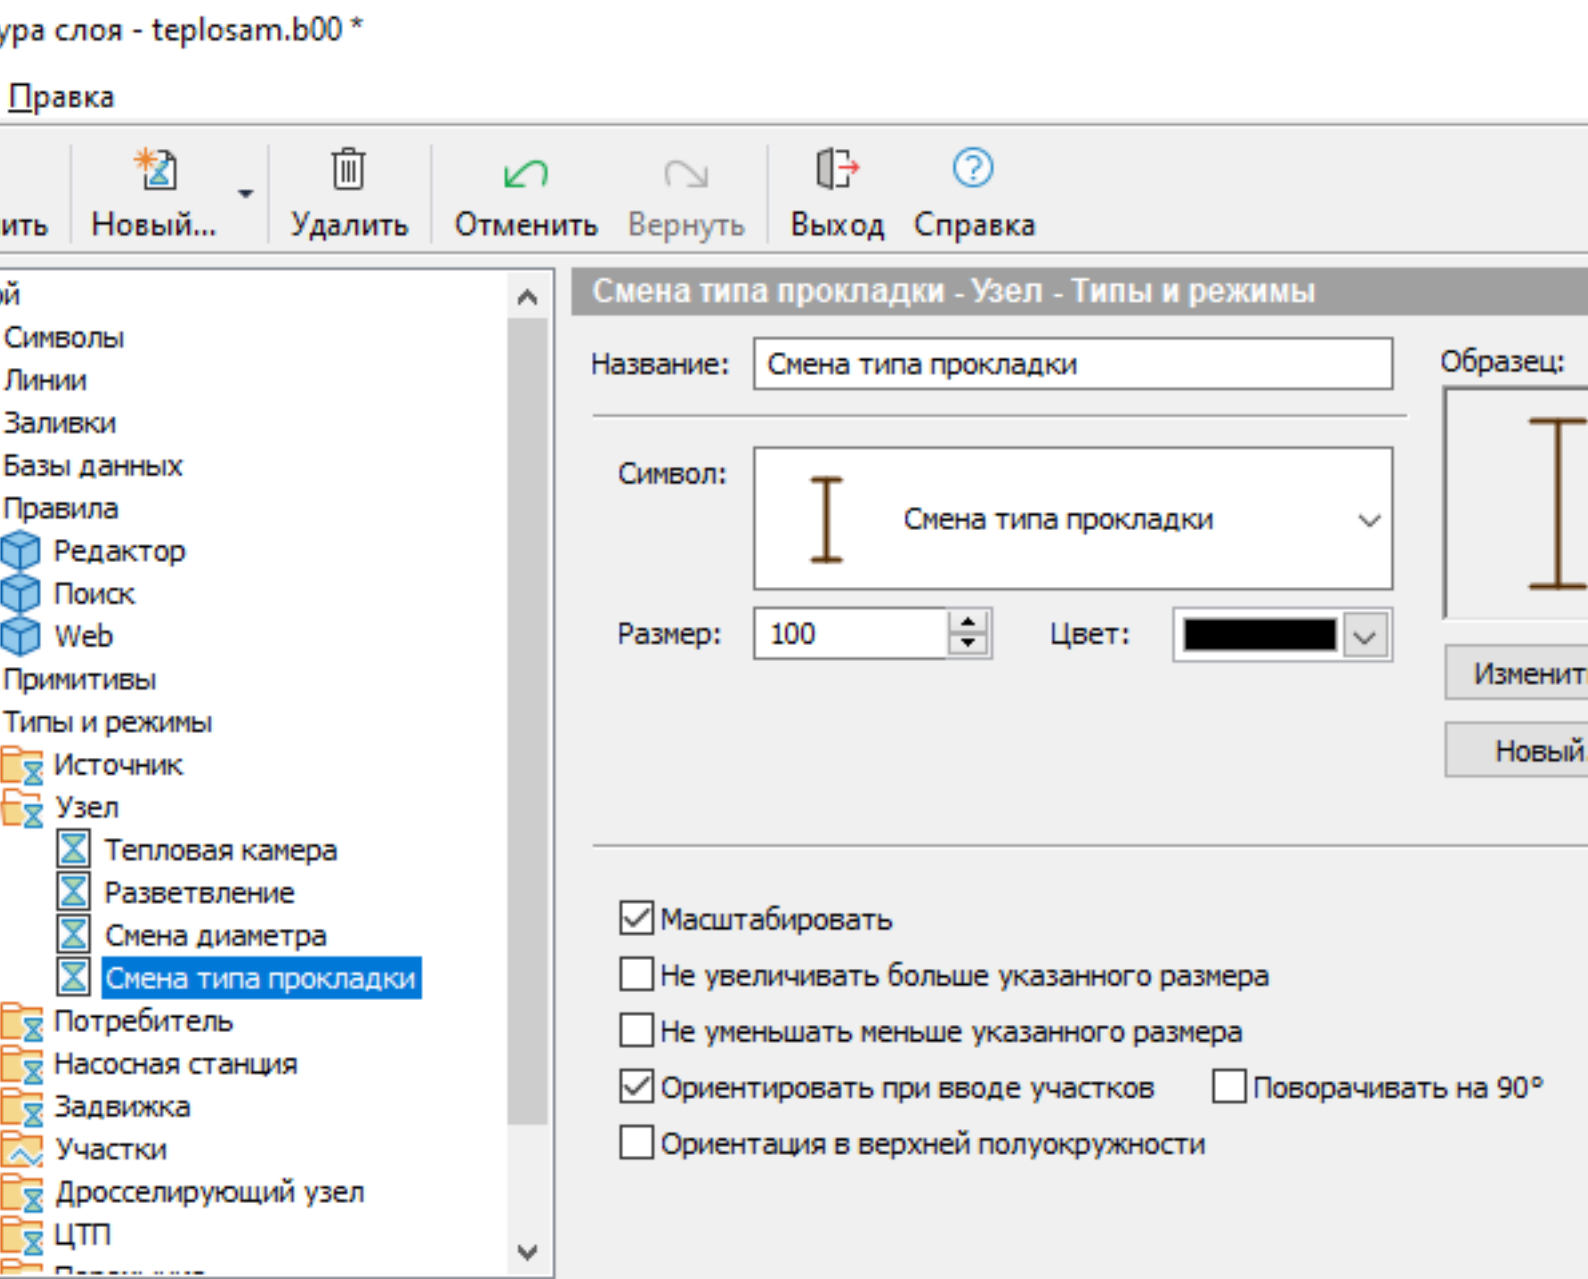 ура слоя - teplosam.b00 *
Правка
ить Новый... Удалить Отменить Вернуть Выход Справка
ой
Символы
Линии
Заливки
Базы данных
Правила
Редактор
Поиск
Web
Примитивы
Типы и режимы
Источник
Узел
Тепловая камера
Разветвление
Смена диаметра
Смена типа прокладки
Потребитель
Насосная станция
Задвижка
Участки
Дросселирующий узел
ЦТП
Смена типа прокладки - Узел - Типы и режимы
Название: Смена типа прокладки
Образец:
Символ: Смена типа прокладки
Размер: 100 Цвет:
Изменить
Новый.
Масштабировать
Не увеличивать больше указанного размера
Не уменьшать меньше указанного размера
Ориентировать при вводе участков Поворачивать на 90°
Ориентация в верхней полуокружности